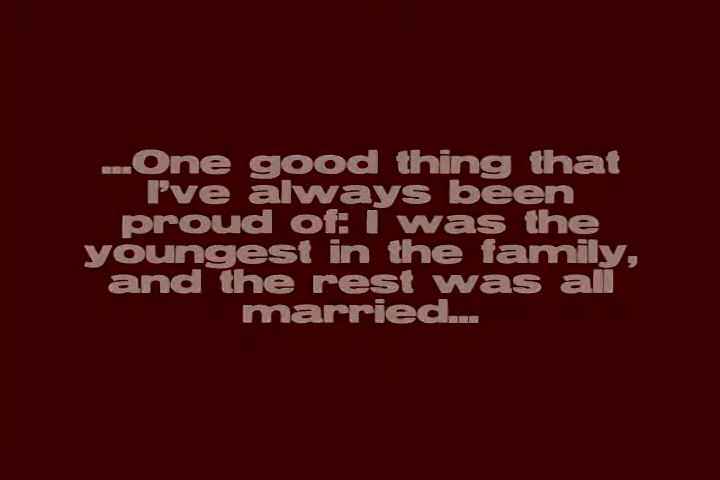 ...One good thing that
I've always been
proud of: I was the
youngest in the family,
and the rest was all
married...